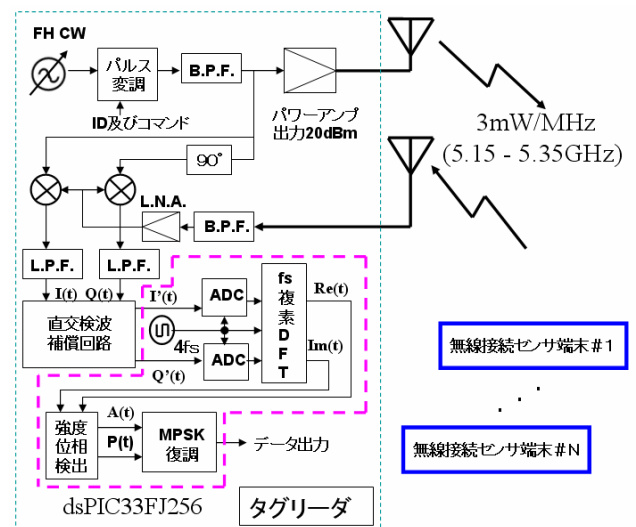 FH CW
パルス
変調
B.P.F.
ID及びコマンド
パワーアンプ
出力20dBm
3mW/MHz
(5.15 - 5.35GHz)
90°
L.N.A.
B.P.F.
L.P.F.
L.P.F.
I(t)
Q(t)
I'(t)
直交検波
補償回路
4fs
Q'(t)
ADC
ADC
fs
複
素
D
F
T
Re(t)
Im(t)
強度
位相
検出
A(t)
P(t)
MPSK
復調
データ出力
dsPIC33FJ256
タグリーダ
無線接続センサ端末#1
・
・
・
無線接続センサ端末#N